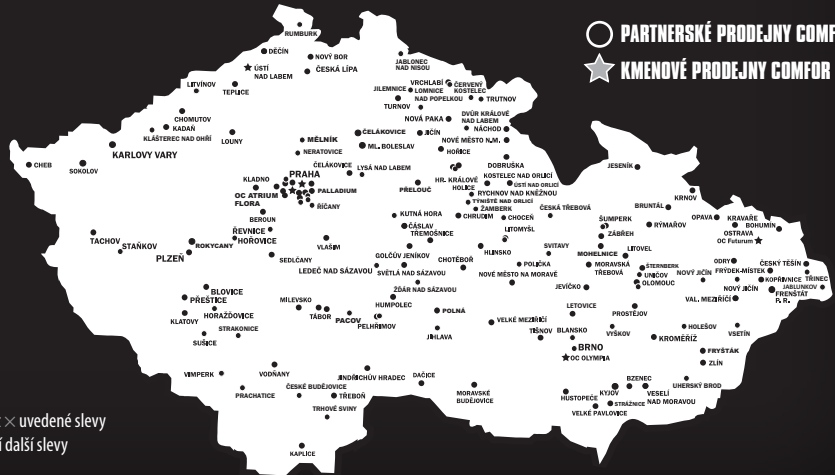 PARTNERSKÉ PRODEJNY COMF
KMENOVÉ PRODEJNY COMFOR
RUMBURK
DĚČÍN
NOVÝ BOR
ÚSTÍ
NAD LABEM
ČESKÁ LÍPA
JABLONEC
NAD NISOU
LITVÍNOV
TEPLICE
VRCHLABÍ
ČERVENÝ
KOSTELEC
JILEMNICE
LOMNICE
NAD POPELKOU
TRUTNOV
TURNOV
CHOMUTOV
KADAŇ
KLÁŠTEREC NAD OHŘÍ
LOUNY
NOVÁ PAKA
DVŮR KRÁLOVÉ
NAD LABEM
NÁCHOD
ČELÁKOVICE
JIČÍN
MĚLNÍK
ML. BOLESLAV
NOVÉ MĚSTO N.M.
NERATOVICE
HOŘICE
KARLOVY VARY
CHEB
SOKOLOV
DOBRUŠKA
ČELÁKOVICE
LYSÁ NAD LABEM
PRAHA
KLADNO
PALLADIUM
OC ATRIUM
FLORA
ŘÍČANY
PŘELOUČ
HR. KRÁLOVÉ
HOLICE
KOSTELEC NAD ORLICÍ
ÚSTÍ NAD ORLICÍ
RYCHNOV NAD KNĚŽNOU
TÝNIŠTĚ NAD ORLICÍ
ŽAMBERK
JESENÍK
KRNOV
BRUNTÁL
BEROUN
KUTNÁ HORA
CHRUDIM
CHOCEŇ
ČESKÁ TŘEBOVÁ
ŠUMPERK
RÝMAŘOV
OPAVA
KRAVAŘE
BOHUMÍN
OSTRAVA
OC Futurum
TACHOV
STAŇKOV
ŘEVNICE
HOŘOVICE
ROKYCANY
PLZEŇ
VLAŠIM
ČÁSLAV
TŘEMOŠNICE
LITOMYŠL
ZÁBŘEH
SEDLČANY
GOLČŮV JENÍKOV
HLINSKO
SVITAVY
MOHELNICE
LITOVEL
LEDEČ NAD SÁZAVOU
SVĚTLÁ NAD SÁZAVOU
CHOTĚBOŘ
POLIČKA
MORAVSKÁ
TŘEBOVÁ
ŠTERNBERK
UNIČOV
OLOMOUC
ODRY
ČESKÝ TĚŠÍN
FRÝDEK-MÍSTEK
TŘINEC
NOVÝ JIČÍN
KOPŘIVNICE
JABLUNKOV
NOVÉ MĚSTO NA MORAVĚ
ŽĎÁR NAD SÁZAVOU
JEVÍČKO
NOVÝ JIČÍN
FRENŠTÁT
P. R.
BLOVICE
PŘEŠTICE
HORAŽĎOVICE
MILEVSKO
HUMPOLEC
VAL. MEZIŘÍČÍ
KLATOVY
STRAKONICE
TÁBOR
PACOV
PELHŘIMOV
POLNÁ
VELKÉ MEZIŘÍČÍ
LETOVICE
PROSTĚJOV
SUŠICE
JIHLAVA
TIŠNOV
BLANSKO
VYŠKOV
HOLEŠOV
VSETÍN
KROMĚŘÍŽ
BRNO
OC OLYMPIA
FRYŠTÁK
ZLÍN
VIMPERK
VODŇANY
JINDŘICHŮV HRADEC
DAČICE
PRACHATICE
ČESKÉ BUDĚJOVICE
TŘEBOŇ
MORAVSKÉ
BUDĚJOVICE
BZENEC
UHERSKÝ BROD
HUSTOPEČE
KYJOV
VESELÍ
NAD MORAVOU
STRÁŽNICE
VELKÉ PAVLOVICE
TRHOVÉ SVINY
KAPLICE
× uvedené slevy
í další slevy